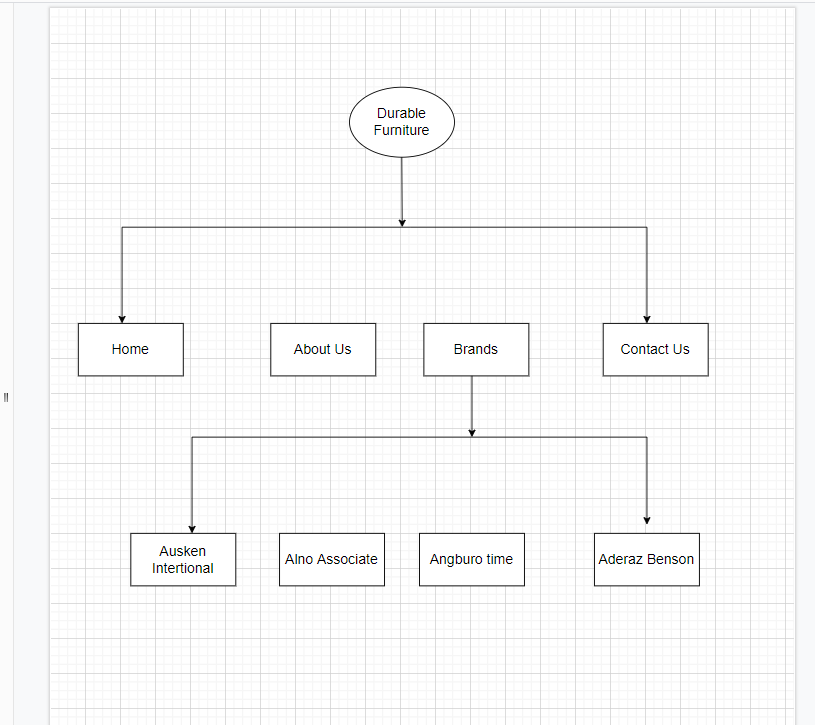 Durable
Furniture
Home
About Us
Brands
Contact Us
Ausken
Intertional
Alno Associate
Angburo time
Aderaz Benson